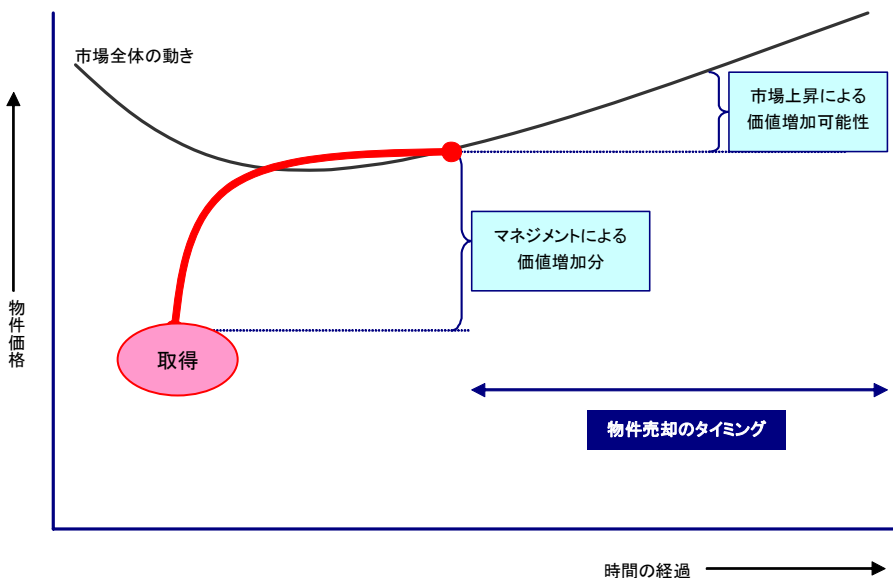 市場全体の動き
市場上昇による
価値増加可能性
マネジメントによる
価値増加分
物件価格
取得
物件売却のタイミング
時間の経過